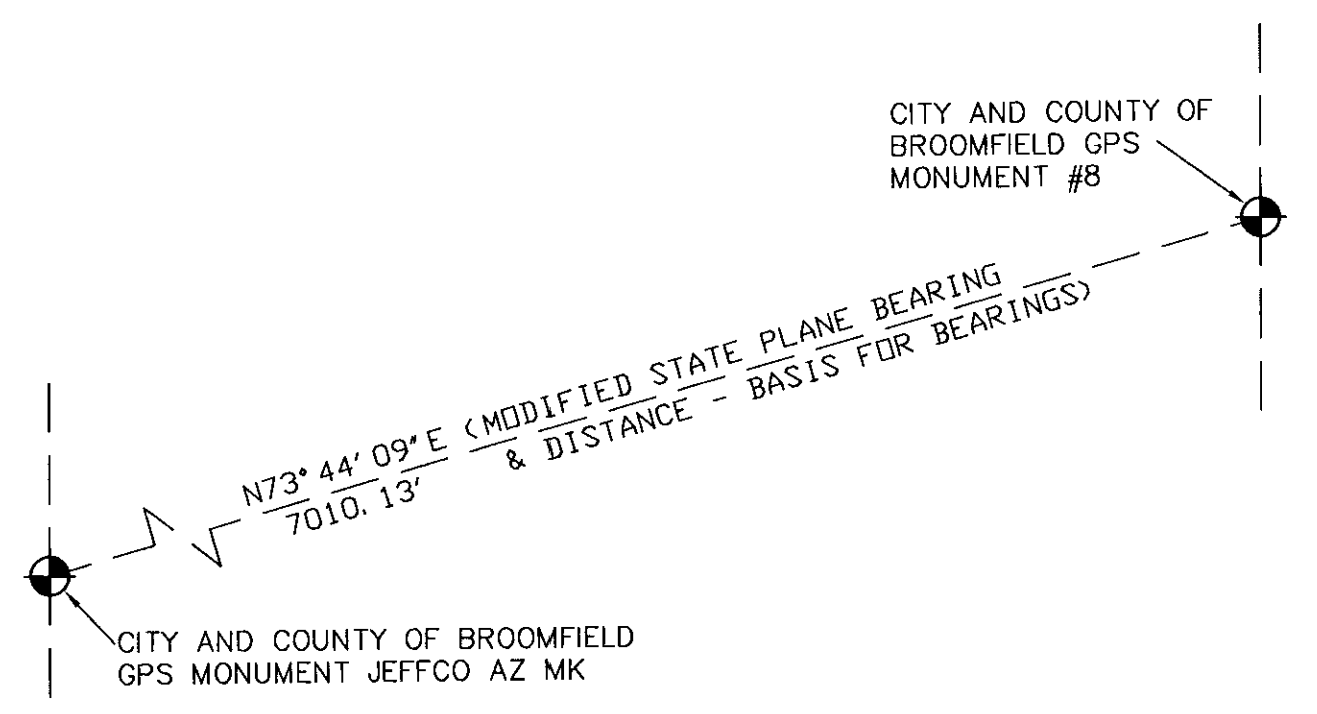 CITY AND COUNTY OF
BROOMFIELD GPS
MONUMENT #8
N73° 44' 09" E (MODIFIED STATE PLANE BEARING
7010.13' & DISTANCE - BASIS FOR BEARINGS)
CITY AND COUNTY OF BROOMFIELD
GPS MONUMENT JEFFCO AZ MK